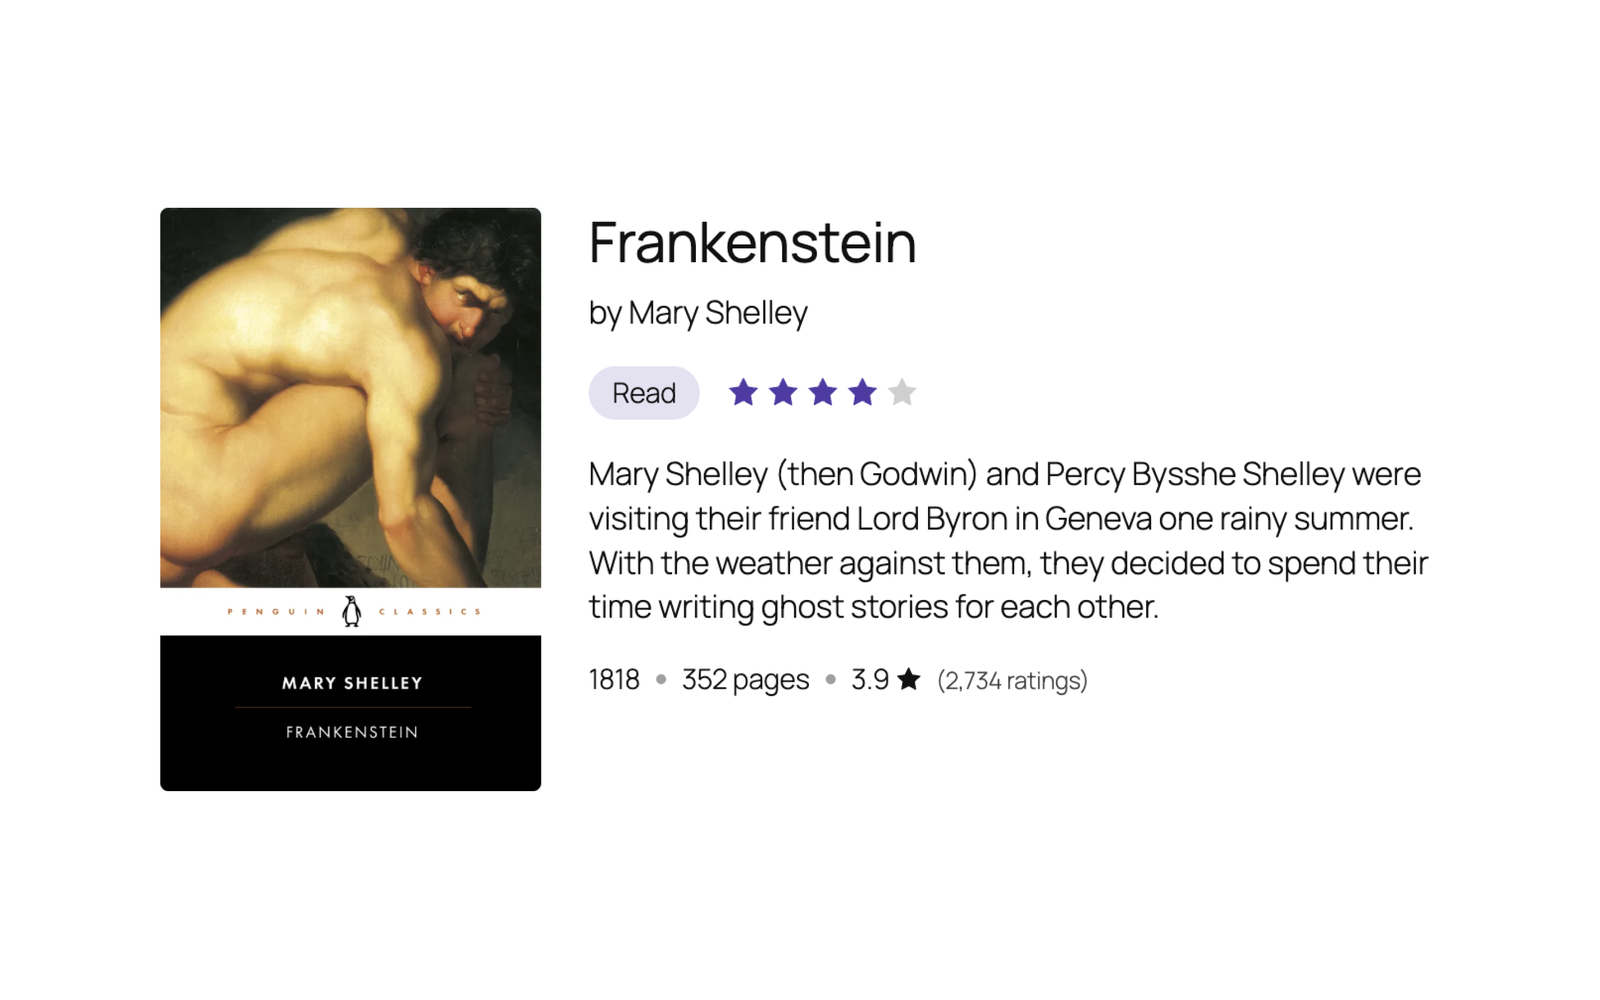 Frankenstein
by Mary Shelley
Read
Mary Shelley (then Godwin) and Percy Bysshe Shelley were
visiting their friend Lord Byron in Geneva one rainy summer.
With the weather against them, they decided to spend their
time writing ghost stories for each other.
1818 • 352 pages • 3.9 ★ (2,734 ratings)
PENGUIN CLASSICS
MARY SHELLEY
FRANKENSTEIN